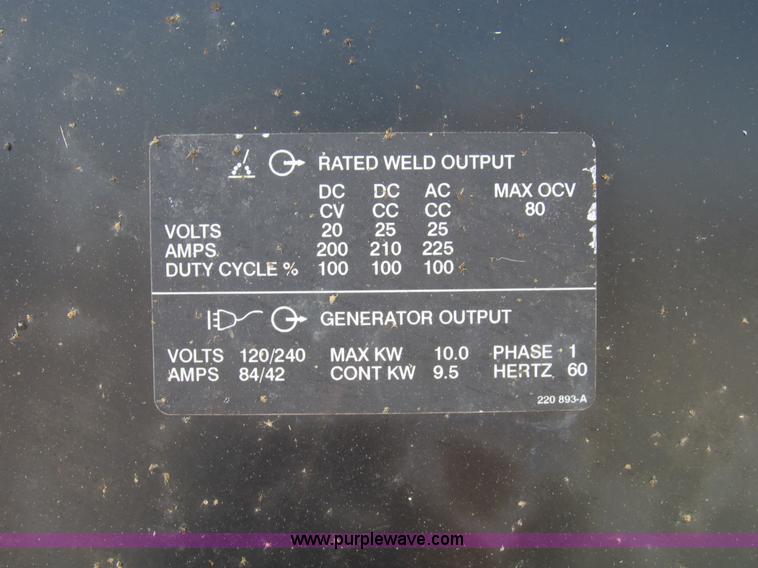 RATED WELD OUTPUT
DC DC AC MAX OCV
CV CC CC 80
VOLTS 20 25 25
AMPS 200 210 225
DUTY CYCLE % 100 100 100
GENERATOR OUTPUT
VOLTS 120/240 MAX KW 10.0 PHASE 1
AMPS 84/42 CONT KW 9.5 HERTZ 60
220 893-A
www.purplewave.com